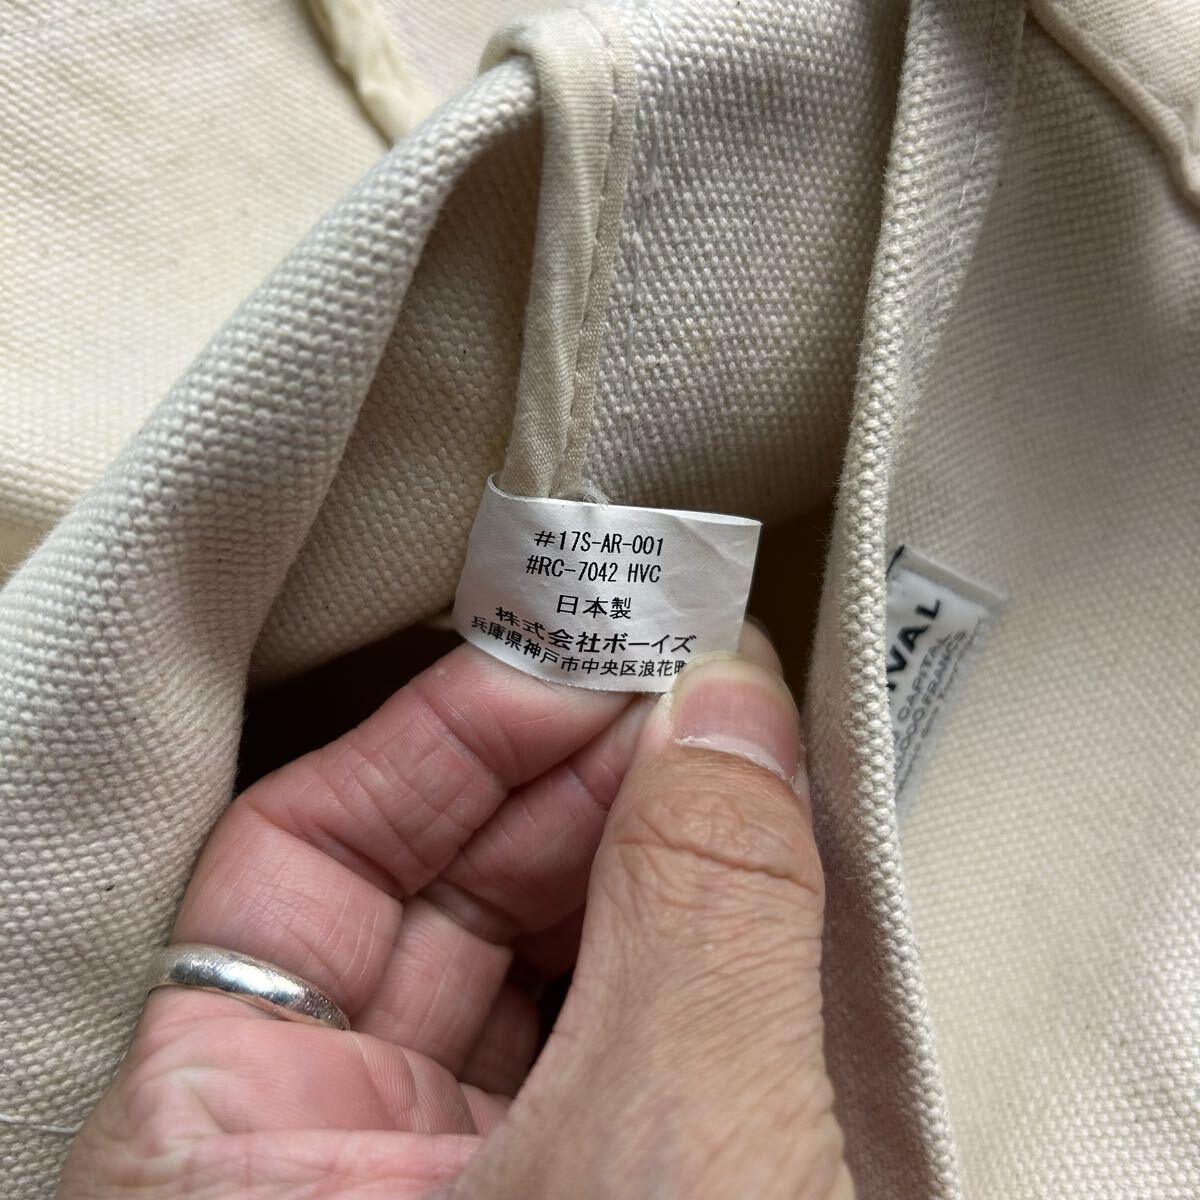 #17S-AR-001
#RC-7042 HVC
日本製
株式会社ボーイズ
兵庫県神戸市中央区浪花町
VAL
CAPITAL